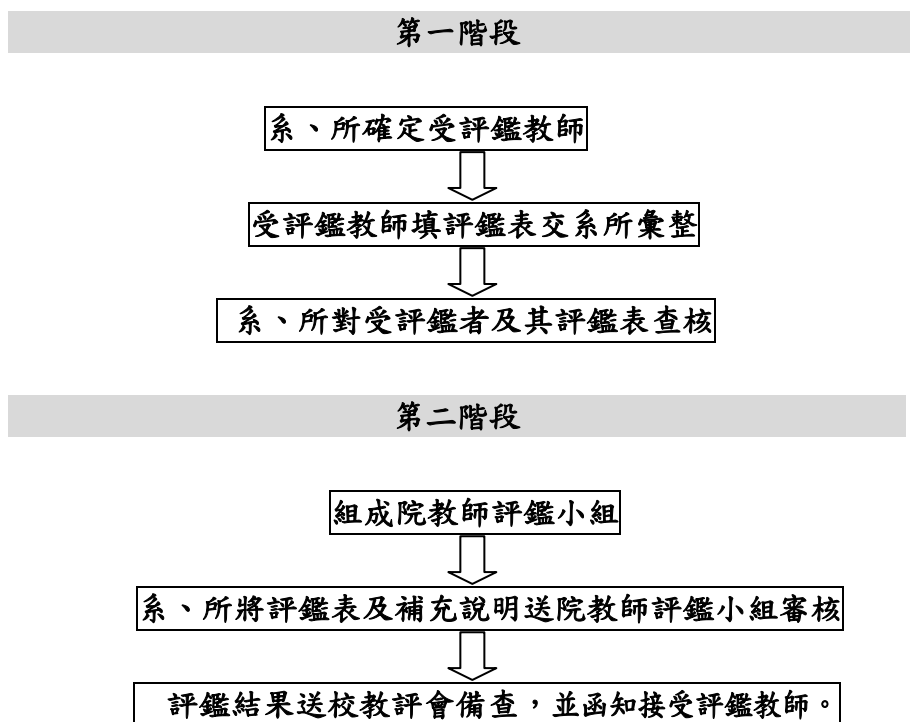 第一階段
系、所確定受評鑑教師
受評鑑教師填評鑑表交系所彙整
系、所對受評鑑者及其評鑑表查核
第二階段
組成院教師評鑑小組
系、所將評鑑表及補充說明送院教師評鑑小組審核
評鑑結果送校教評會備查，並函知接受評鑑教師。